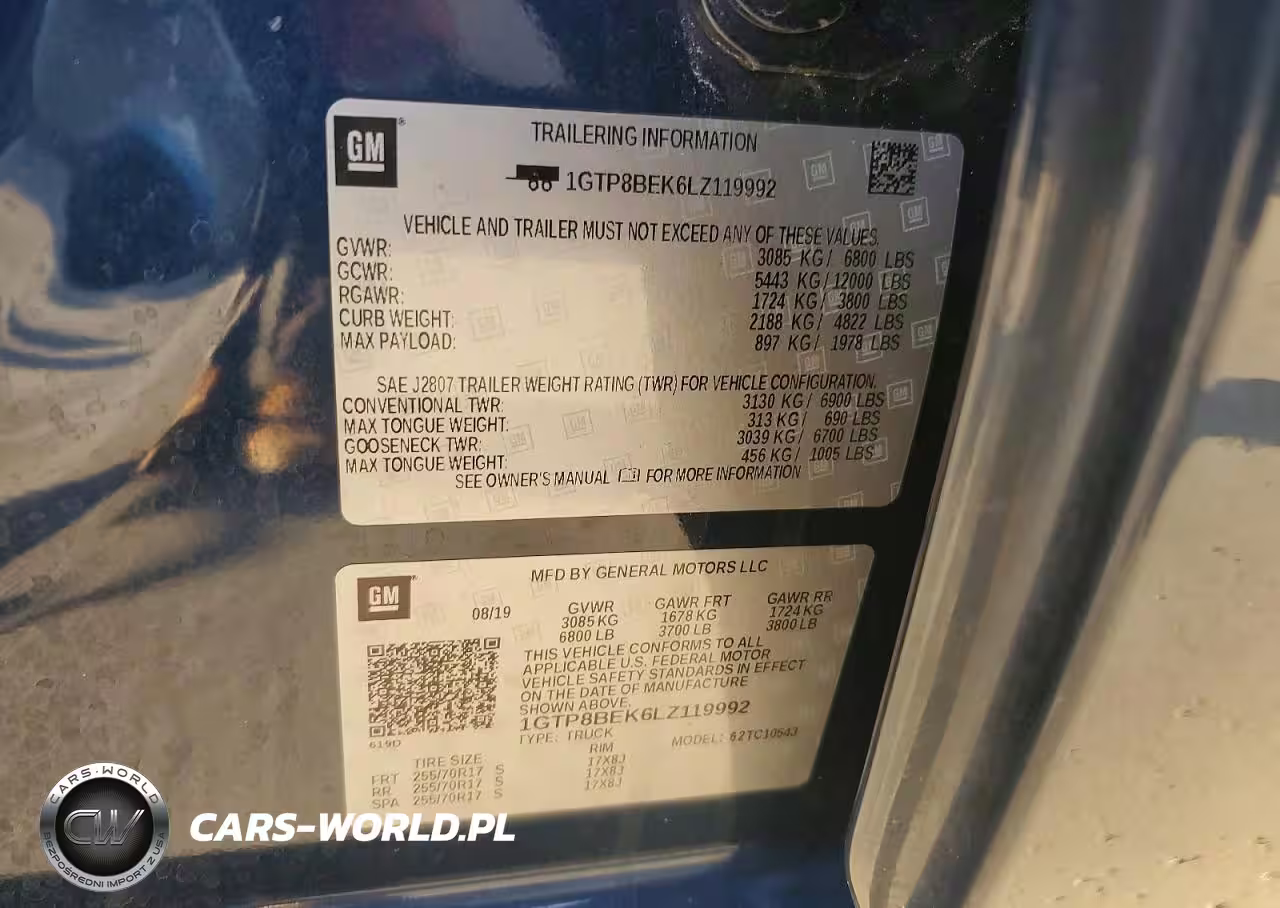 GM
TRAILERING INFORMATION
1GTP8BEK6LZ119992
VEHICLE AND TRAILER MUST NOT EXCEED ANY OF THESE VALUES.
GVWR: 3085 KG/ 6800 LBS
GCWR: 5443 KG/ 12000 LBS
RGAWR: 1724 KG/ 3800 LBS
CURB WEIGHT: 2188 KG/ 4822 LBS
MAX PAYLOAD: 897 KG/ 1978 LBS
SAE J2807 TRAILER WEIGHT RATING (TWR) FOR VEHICLE CONFIGURATION.
CONVENTIONAL TWR: 3130 KG/ 6900 LBS
MAX TONGUE WEIGHT: 313 KG/ 690 LBS
GOOSENECK TWR: 3039 KG/ 6700 LBS
MAX TONGUE WEIGHT: 456 KG/ 1005 LBS
SEE OWNER'S MANUAL FOR MORE INFORMATION
GM
MFD BY GENERAL MOTORS LLC
08/19 GVWR GAWR FRT GAWR RR
3085 KG 1678 KG 1724 KG
6800 LB 3700 LB 3800 LB
THIS VEHICLE CONFORMS TO ALL
APPLICABLE U.S. FEDERAL MOTOR
VEHICLE SAFETY STANDARDS IN EFFECT
ON THE DATE OF MANUFACTURE
SHOWN ABOVE.
1GTP8BEK6LZ119992
TYPE: TRUCK MODEL: 62TC10543
619D
TIRE SIZE RIM
FRT 255/70R17 S 17X8J
RR 255/70R17 S 17X8J
SPA 255/70R17 S 17X8J
CARS-WORLD
CW
BEZPOŚREDNI IMPORT Z USA
CARS-WORLD.PL